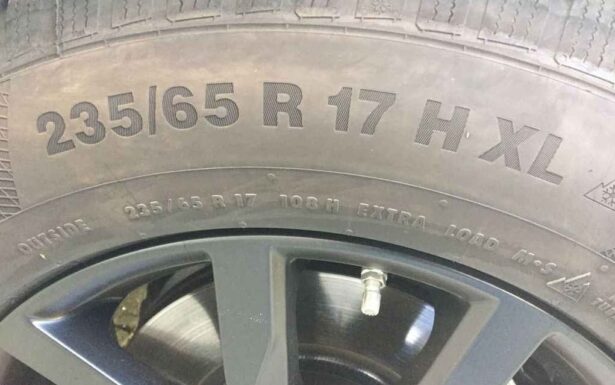 235/65 R 17 H XL
OUTSIDE 235/65 R 17 108 H EXTRA LOAD M+S